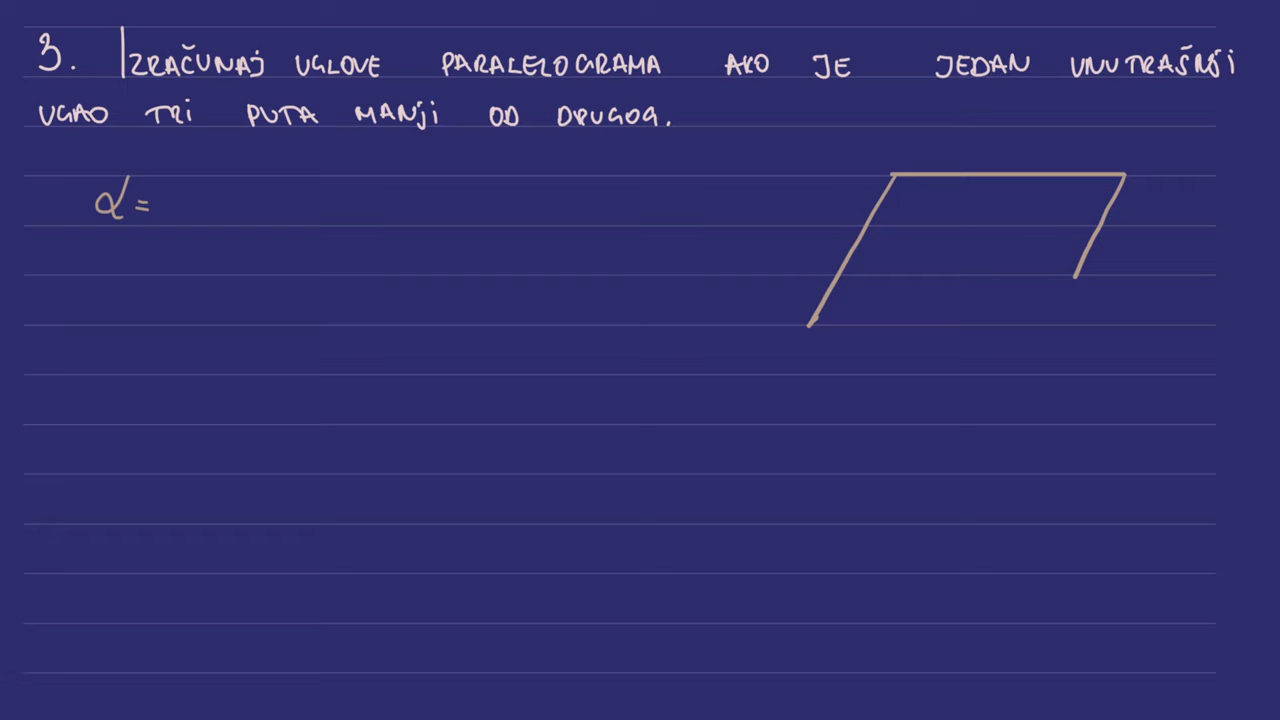 3. IZRAČUNAJ UGLOVE PARALELOGRAMA AKO JE JEDAN UNUTRAŠNJI
UGAO TRI PUTA MANJI OD DRUGOG.
α =